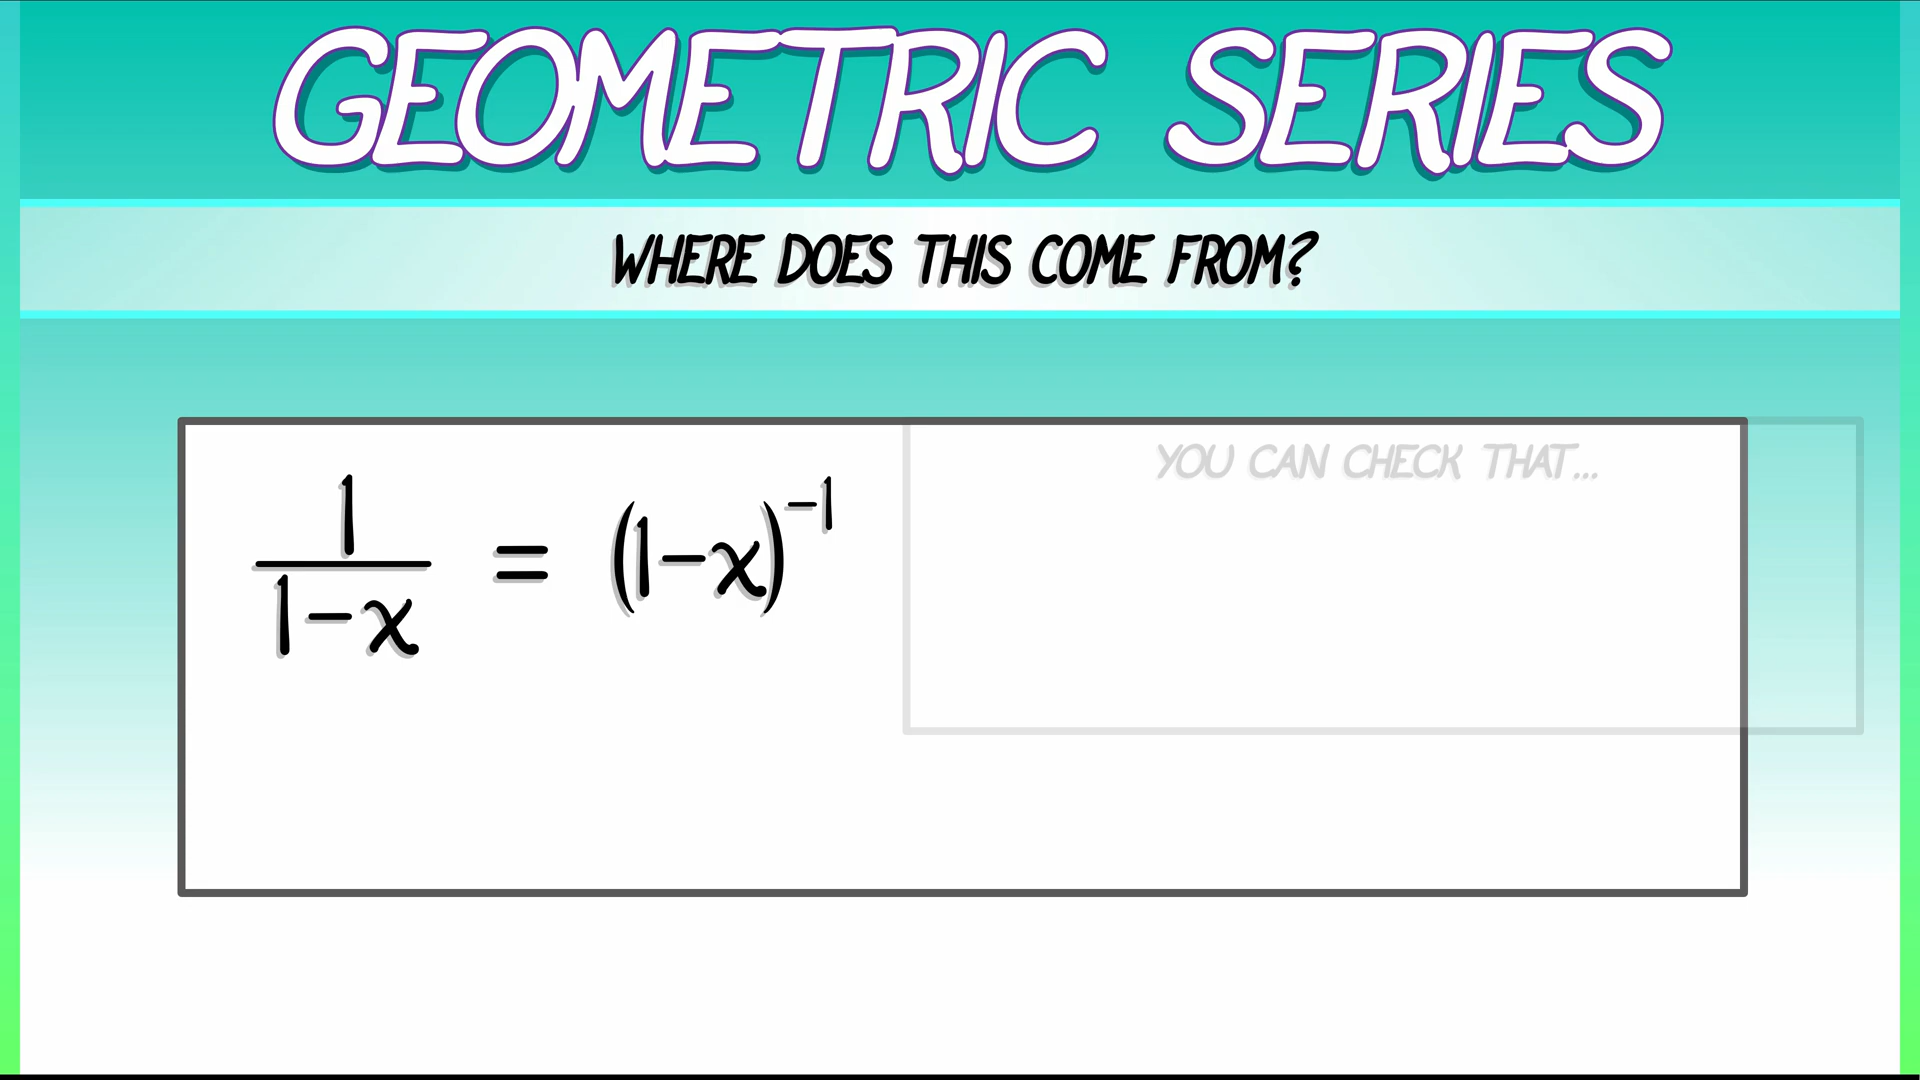 GEOMETRIC SERIES
WHERE DOES THIS COME FROM?
YOU CAN CHECK THAT...
1/(1-x) = (1-x)^-1